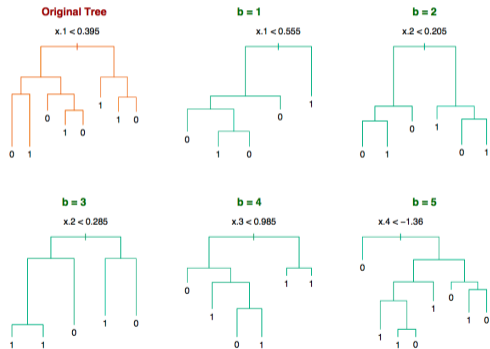 Original Tree
x.1 < 0.395
1
0
1 0
1 0
0 1
b = 1
x.1 < 0.555
1
0
0
1 0
b = 2
x.2 < 0.205
0
1
0 1
0 1
b = 3
x.2 < 0.285
1 0
0
1 1
b = 4
x.3 < 0.985
0
1 1
1
0 1
b = 5
x.4 < −1.36
0
0
1
1 0
1
1 0